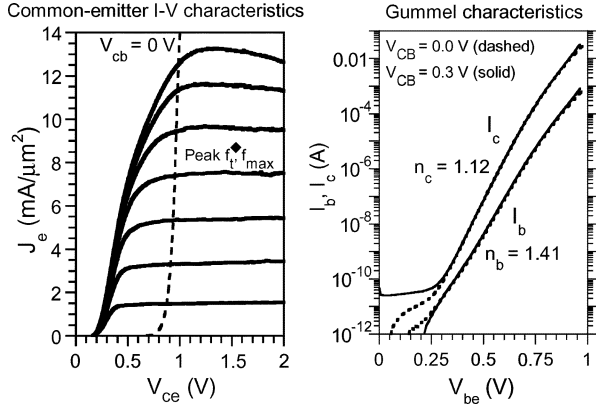 Common-emitter I-V characteristics
V_cb = 0 V
Peak f_t, f_max
J_e (mA/μm²)
14
12
10
8
6
4
2
0
0
0.5
1
1.5
2
V_ce (V)
Gummel characteristics
V_CB = 0.0 V (dashed)
V_CB = 0.3 V (solid)
I_c
n_c = 1.12
I_b
n_b = 1.41
I_b, I_c (A)
0.01
10^-4
10^-6
10^-8
10^-10
10^-12
0
0.25
0.5
0.75
1
V_be (V)